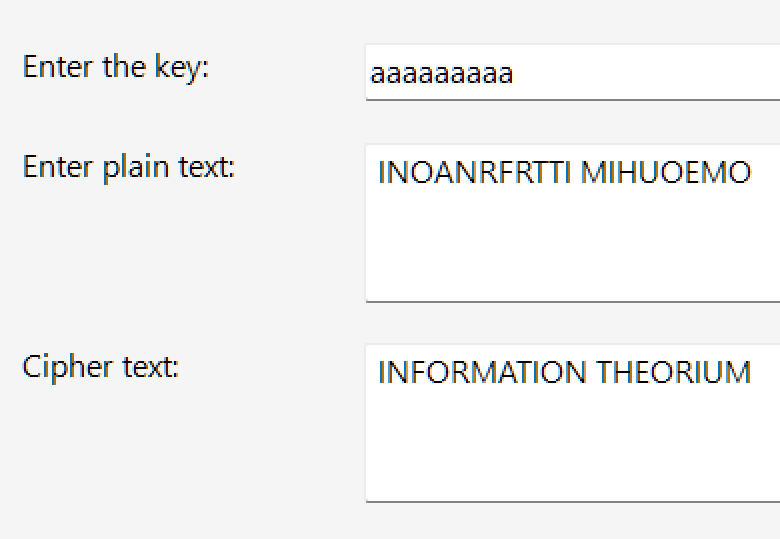 Enter the key:
aaaaaaaaa
Enter plain text:
INOANRFRTTI MIHUOEMO
Cipher text:
INFORMATION THEORIUM